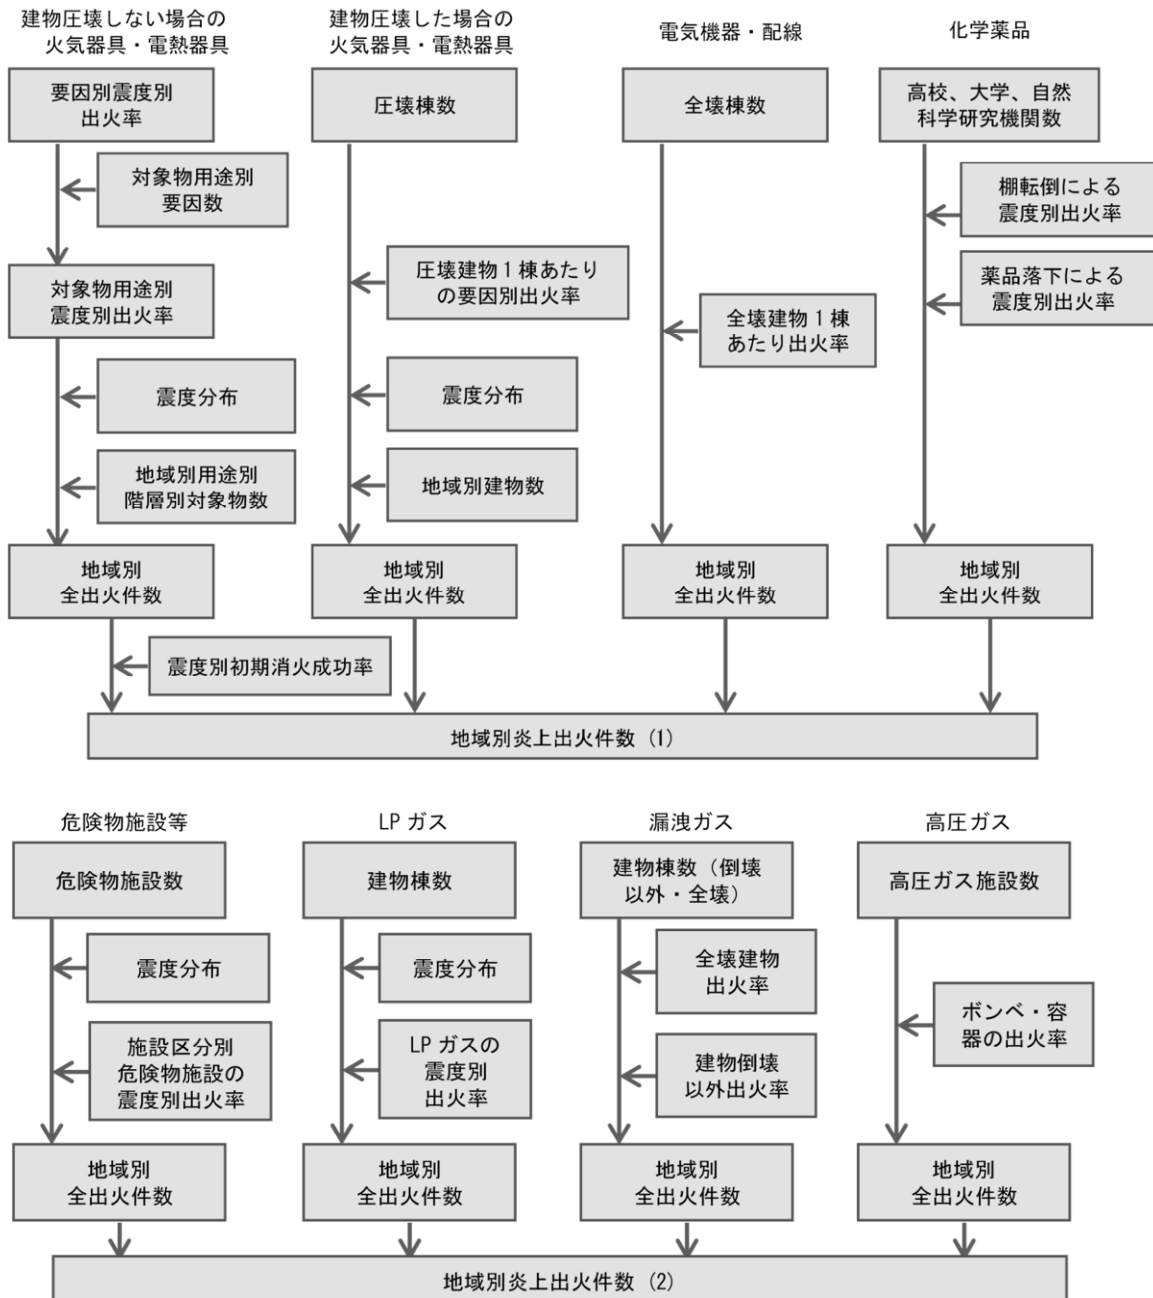 建物圧壊しない場合の
火気器具・電熱器具
建物圧壊した場合の
火気器具・電熱器具
電気機器・配線
化学薬品
要因別震度別
出火率
圧壊棟数
全壊棟数
高校、大学、自然
科学研究機関数
対象物用途別
要因数
棚転倒による
震度別出火率
対象物用途別
震度別出火率
圧壊建物1棟あたり
の要因別出火率
薬品落下による
震度別出火率
全壊建物1棟
あたり出火率
震度分布
震度分布
地域別用途別
階層別対象物数
地域別建物数
地域別
全出火件数
地域別
全出火件数
地域別
全出火件数
地域別
全出火件数
震度別初期消火成功率
地域別炎上出火件数 (1)
危険物施設等
LP ガス
漏洩ガス
高圧ガス
危険物施設数
建物棟数
建物棟数(倒壊
以外・全壊)
高圧ガス施設数
震度分布
震度分布
全壊建物
出火率
ボンベ・容
器の出火率
施設区分別
危険物施設の
震度別出火率
LP ガスの
震度別
出火率
建物倒壊
以外出火率
地域別
全出火件数
地域別
全出火件数
地域別
全出火件数
地域別
全出火件数
地域別炎上出火件数 (2)